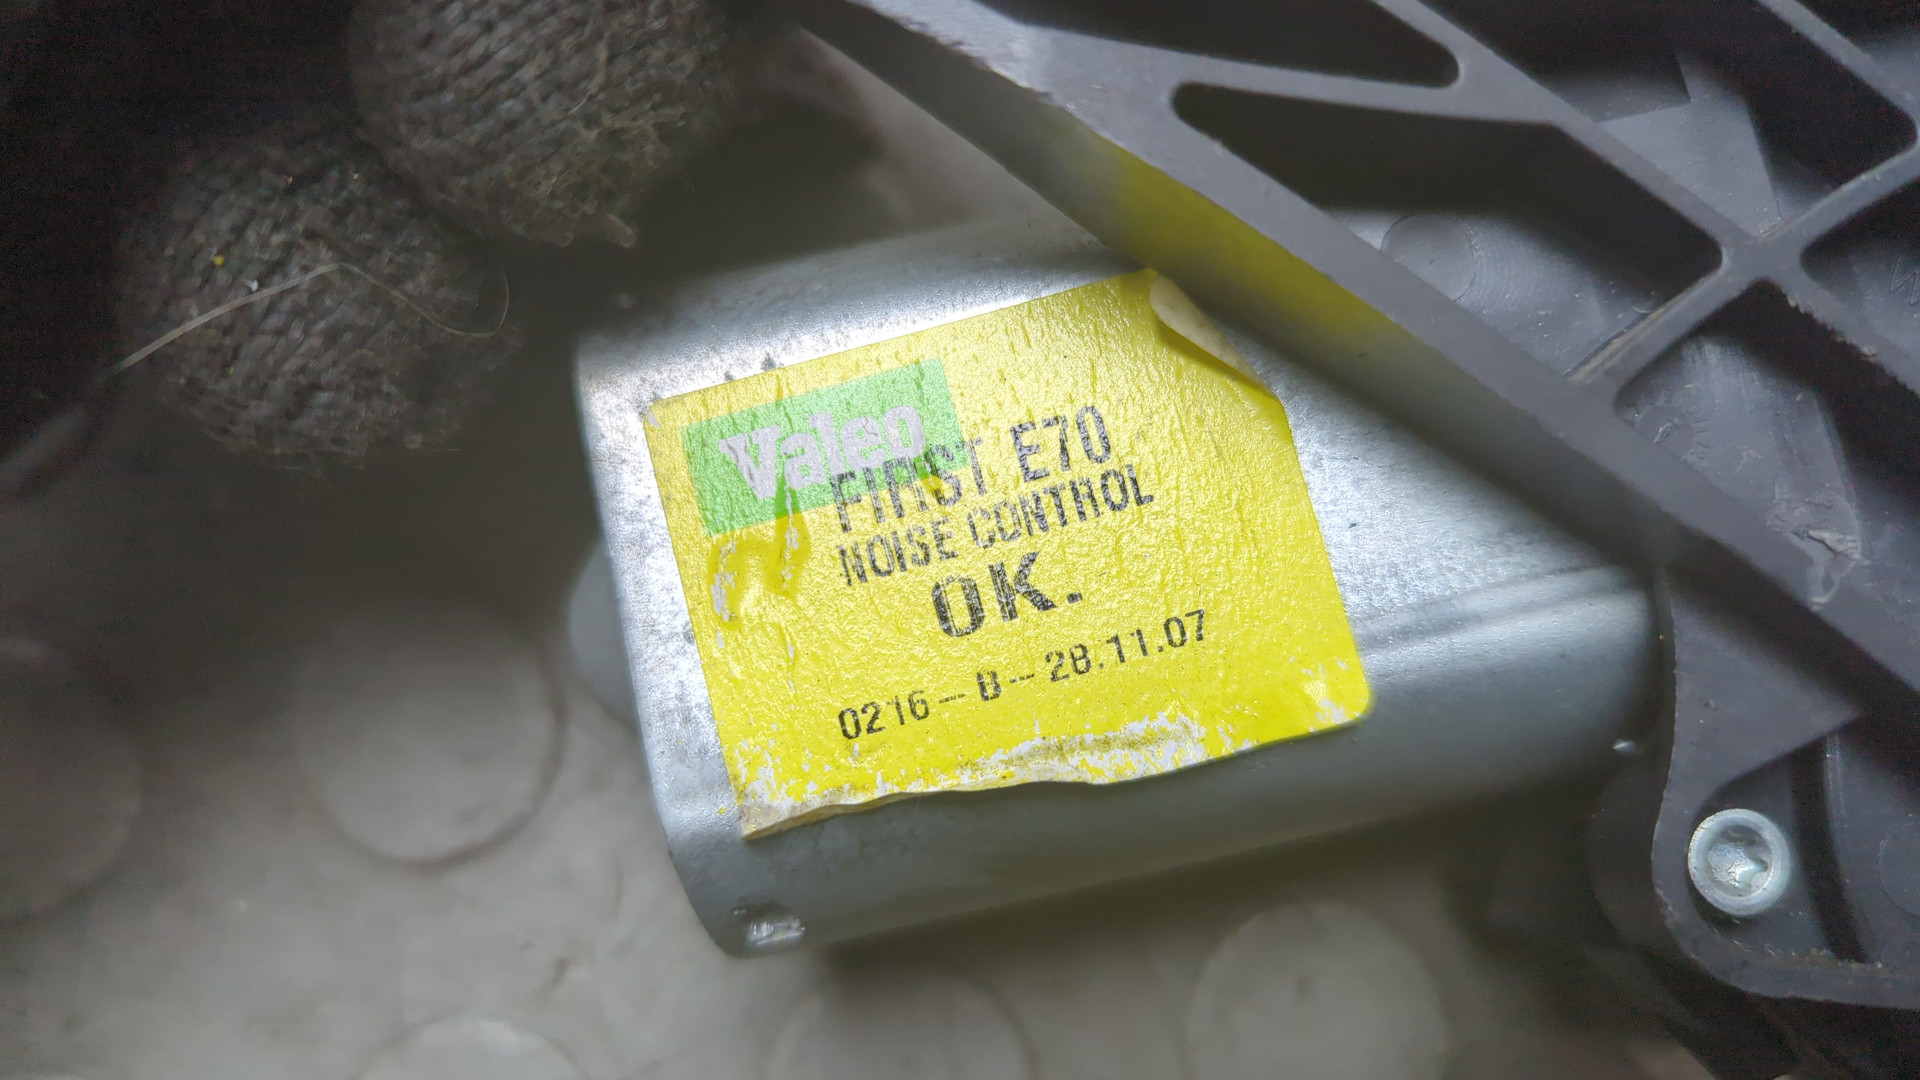 Valeo
FIRST E70
NOISE CONTROL
OK.
0216-B-28.11.07